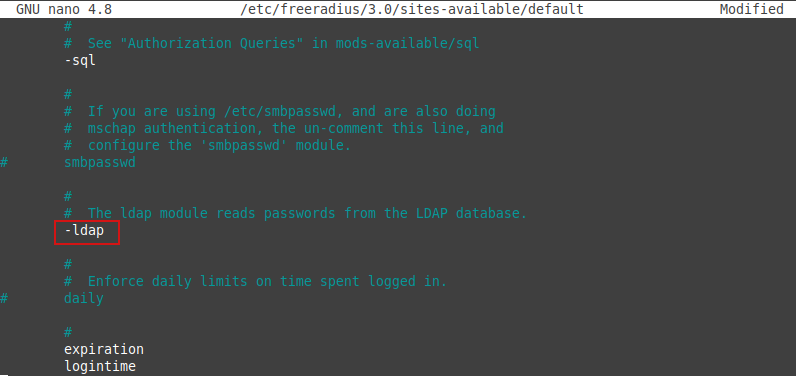 GNU nano 4.8 /etc/freeradius/3.0/sites-available/default Modified
#
#  See "Authorization Queries" in mods-available/sql
-sql
#
#  If you are using /etc/smbpasswd, and are also doing
#  mschap authentication, the un-comment this line, and
#  configure the 'smbpasswd' module.
#       smbpasswd
#
#  The ldap module reads passwords from the LDAP database.
-ldap
#
#  Enforce daily limits on time spent logged in.
#       daily
#
expiration
logintime